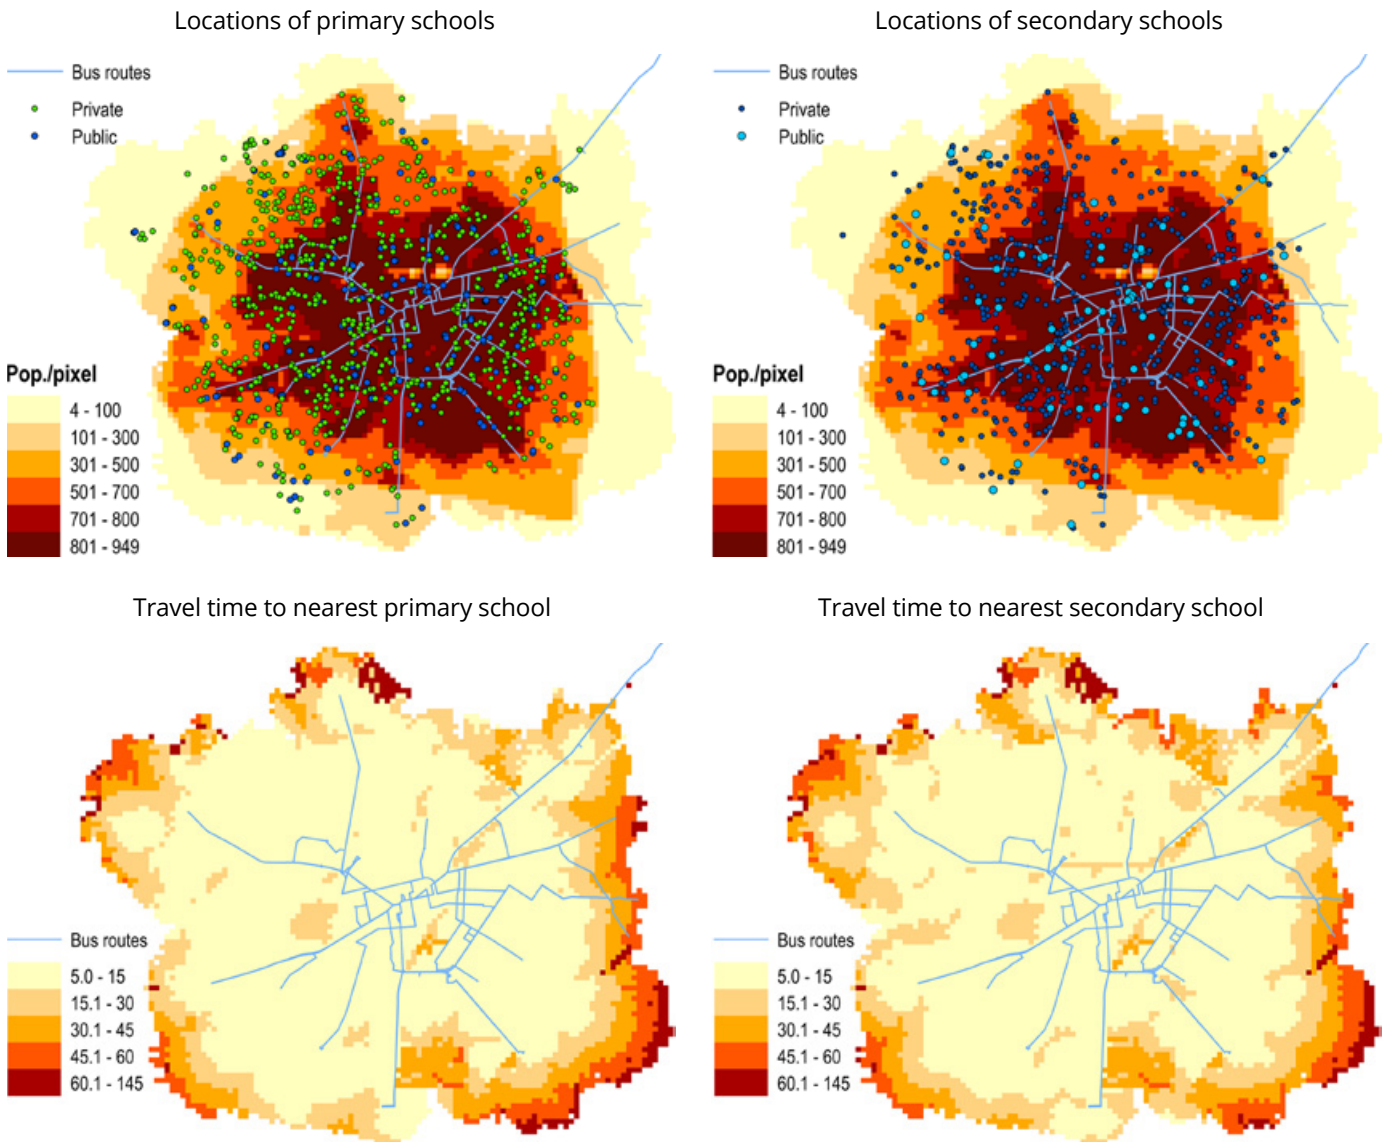 Locations of primary schools
Bus routes
Private
Public
Pop./pixel
4 - 100
101 - 300
301 - 500
501 - 700
701 - 800
801 - 949
Locations of secondary schools
Bus routes
Private
Public
Pop./pixel
4 - 100
101 - 300
301 - 500
501 - 700
701 - 800
801 - 949
Travel time to nearest primary school
Bus routes
5.0 - 15
15.1 - 30
30.1 - 45
45.1 - 60
60.1 - 145
Travel time to nearest secondary school
Bus routes
5.0 - 15
15.1 - 30
30.1 - 45
45.1 - 60
60.1 - 145